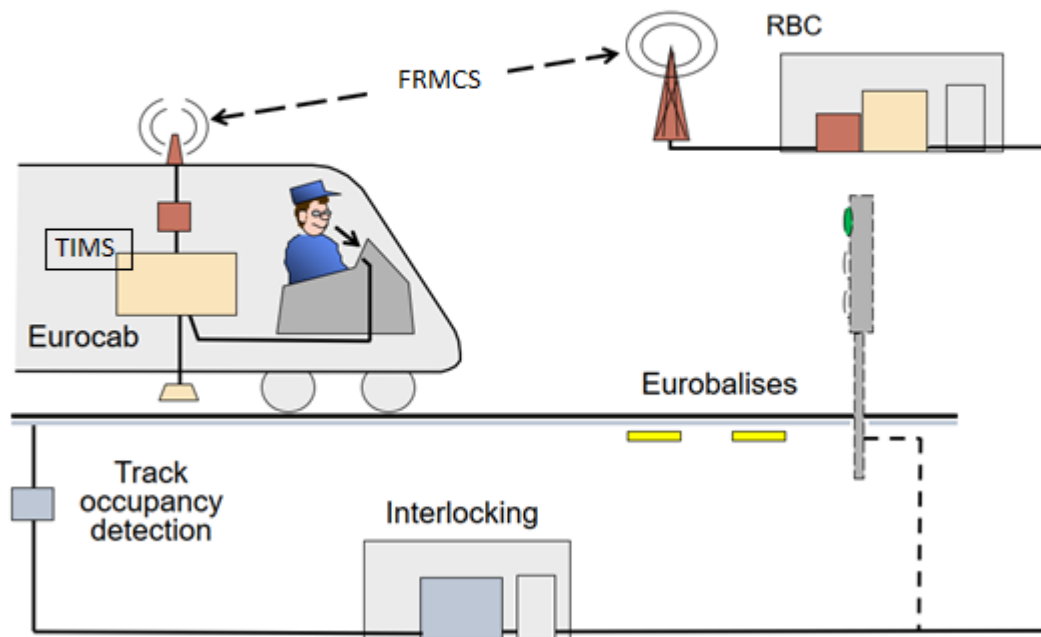 RBC
FRMCS
TIMS
Eurocab
Eurobalises
Track
occupancy
detection
Interlocking